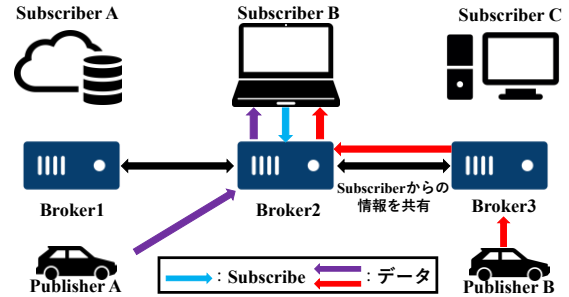 Subscriber A
Subscriber B
Subscriber C
Broker1
Broker2
Subscriberからの
情報を共有
Broker3
Publisher A
: Subscribe
: データ
Publisher B